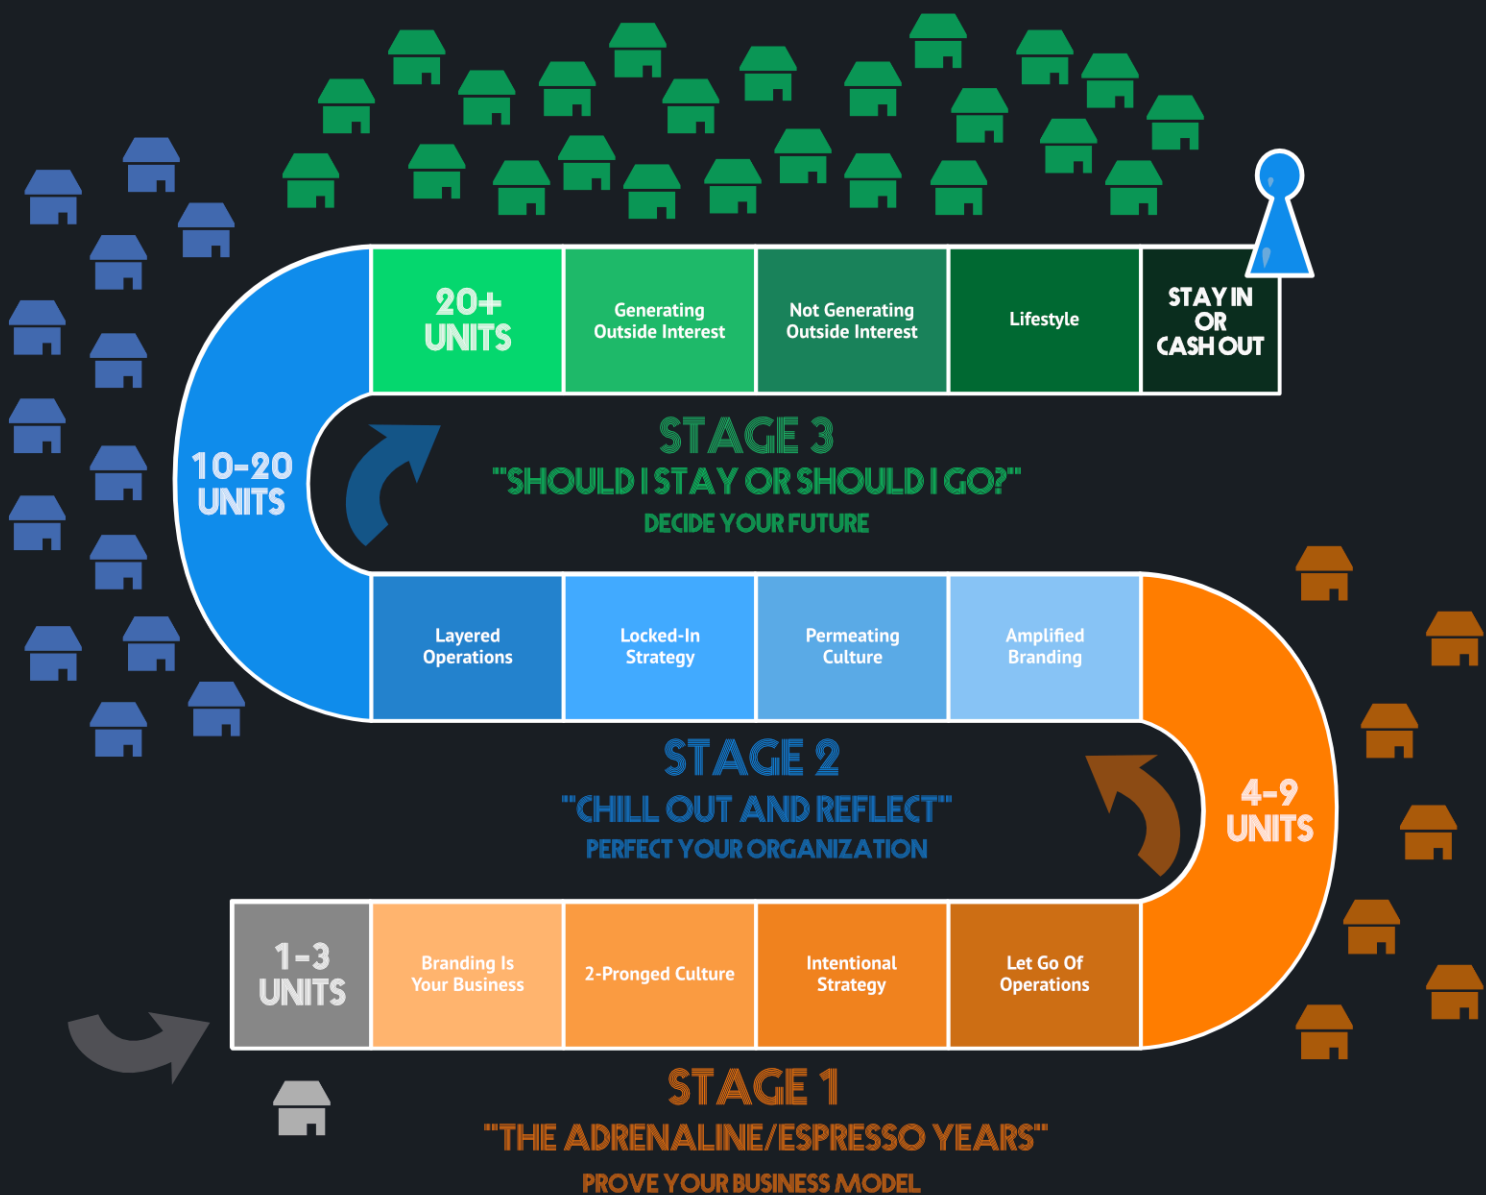 20+
UNITS
Generating
Outside Interest
Not Generating
Outside Interest
Lifestyle
STAY IN
OR
CASH OUT
STAGE 3
"SHOULD I STAY OR SHOULD I GO?"
DECIDE YOUR FUTURE
10-20
UNITS
Layered
Operations
Locked-In
Strategy
Permeating
Culture
Amplified
Branding
STAGE 2
"CHILL OUT AND REFLECT"
PERFECT YOUR ORGANIZATION
4-9
UNITS
1-3
UNITS
Branding Is
Your Business
2-Pronged Culture
Intentional
Strategy
Let Go Of
Operations
STAGE 1
"THE ADRENALINE/ESPRESSO YEARS"
PROVE YOUR BUSINESS MODEL